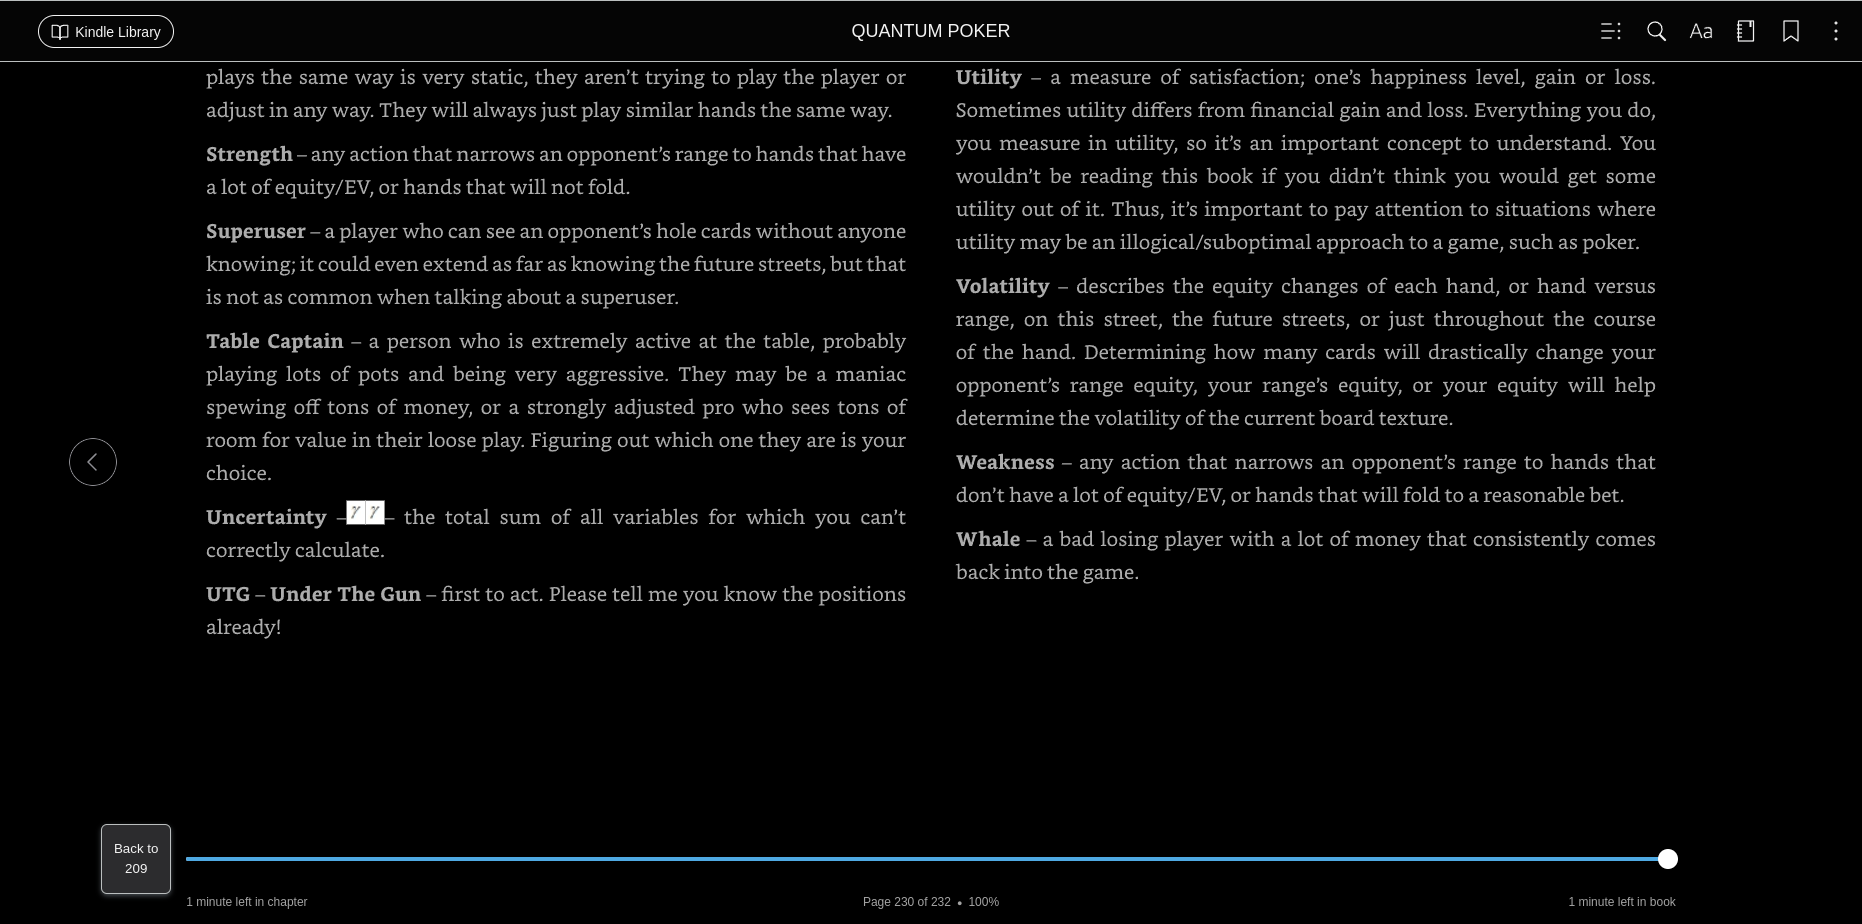 Kindle Library
QUANTUM POKER
Aa
plays the same way is very static, they aren’t trying to play the player or
adjust in any way. They will always just play similar hands the same way.
Strength – any action that narrows an opponent’s range to hands that have
a lot of equity/EV, or hands that will not fold.
Superuser – a player who can see an opponent’s hole cards without anyone
knowing; it could even extend as far as knowing the future streets, but that
is not as common when talking about a superuser.
Table Captain – a person who is extremely active at the table, probably
playing lots of pots and being very aggressive. They may be a maniac
spewing off tons of money, or a strongly adjusted pro who sees tons of
room for value in their loose play. Figuring out which one they are is your
choice.
Uncertainty – γ γ – the total sum of all variables for which you can’t
correctly calculate.
UTG – Under The Gun – first to act. Please tell me you know the positions
already!
Utility – a measure of satisfaction; one’s happiness level, gain or loss.
Sometimes utility differs from financial gain and loss. Everything you do,
you measure in utility, so it’s an important concept to understand. You
wouldn’t be reading this book if you didn’t think you would get some
utility out of it. Thus, it’s important to pay attention to situations where
utility may be an illogical/suboptimal approach to a game, such as poker.
Volatility – describes the equity changes of each hand, or hand versus
range, on this street, the future streets, or just throughout the course
of the hand. Determining how many cards will drastically change your
opponent’s range equity, your range’s equity, or your equity will help
determine the volatility of the current board texture.
Weakness – any action that narrows an opponent’s range to hands that
don’t have a lot of equity/EV, or hands that will fold to a reasonable bet.
Whale – a bad losing player with a lot of money that consistently comes
back into the game.
Back to
209
1 minute left in chapter
Page 230 of 232 • 100%
1 minute left in book